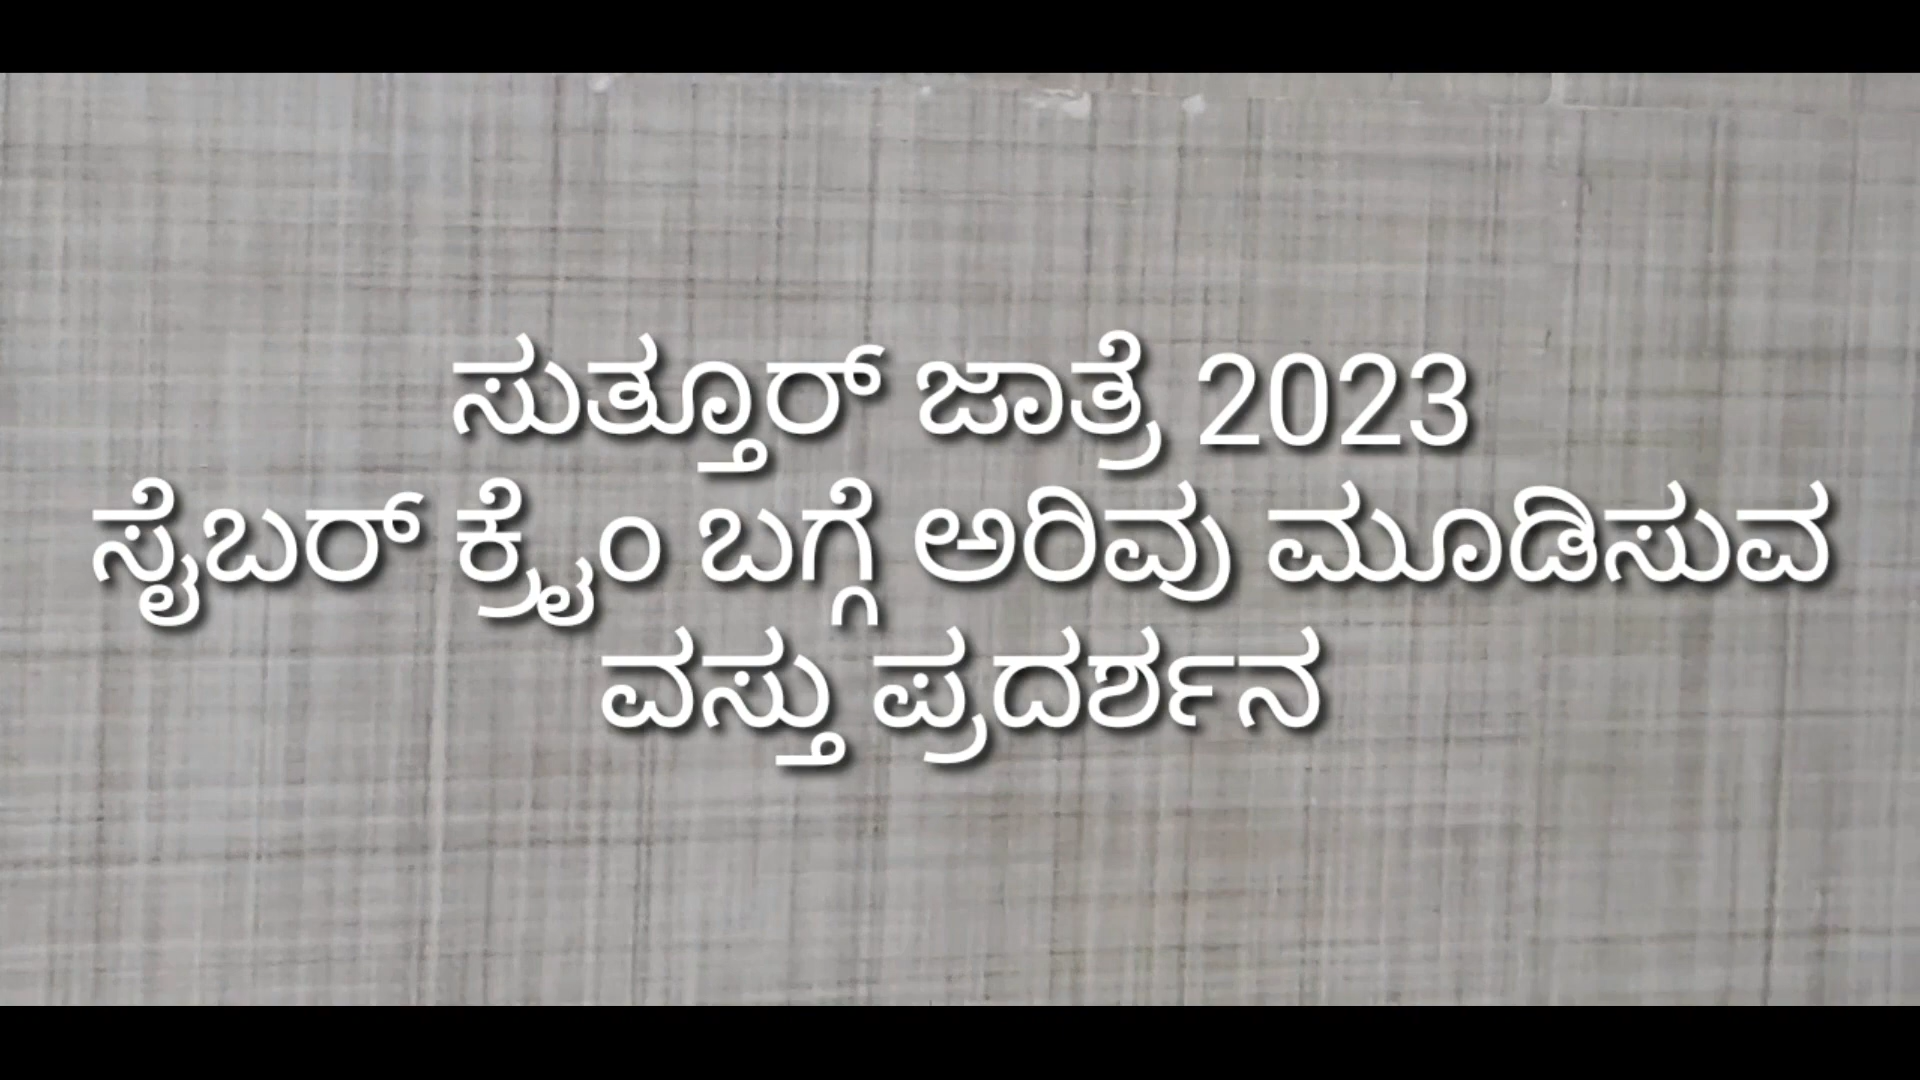 ಸುತ್ತೂರ್ ಜಾತ್ರೆ 2023
ಸೈಬರ್ ಕ್ರೈಂ ಬಗ್ಗೆ ಅರಿವು ಮೂಡಿಸುವ
ವಸ್ತು ಪ್ರದರ್ಶನ